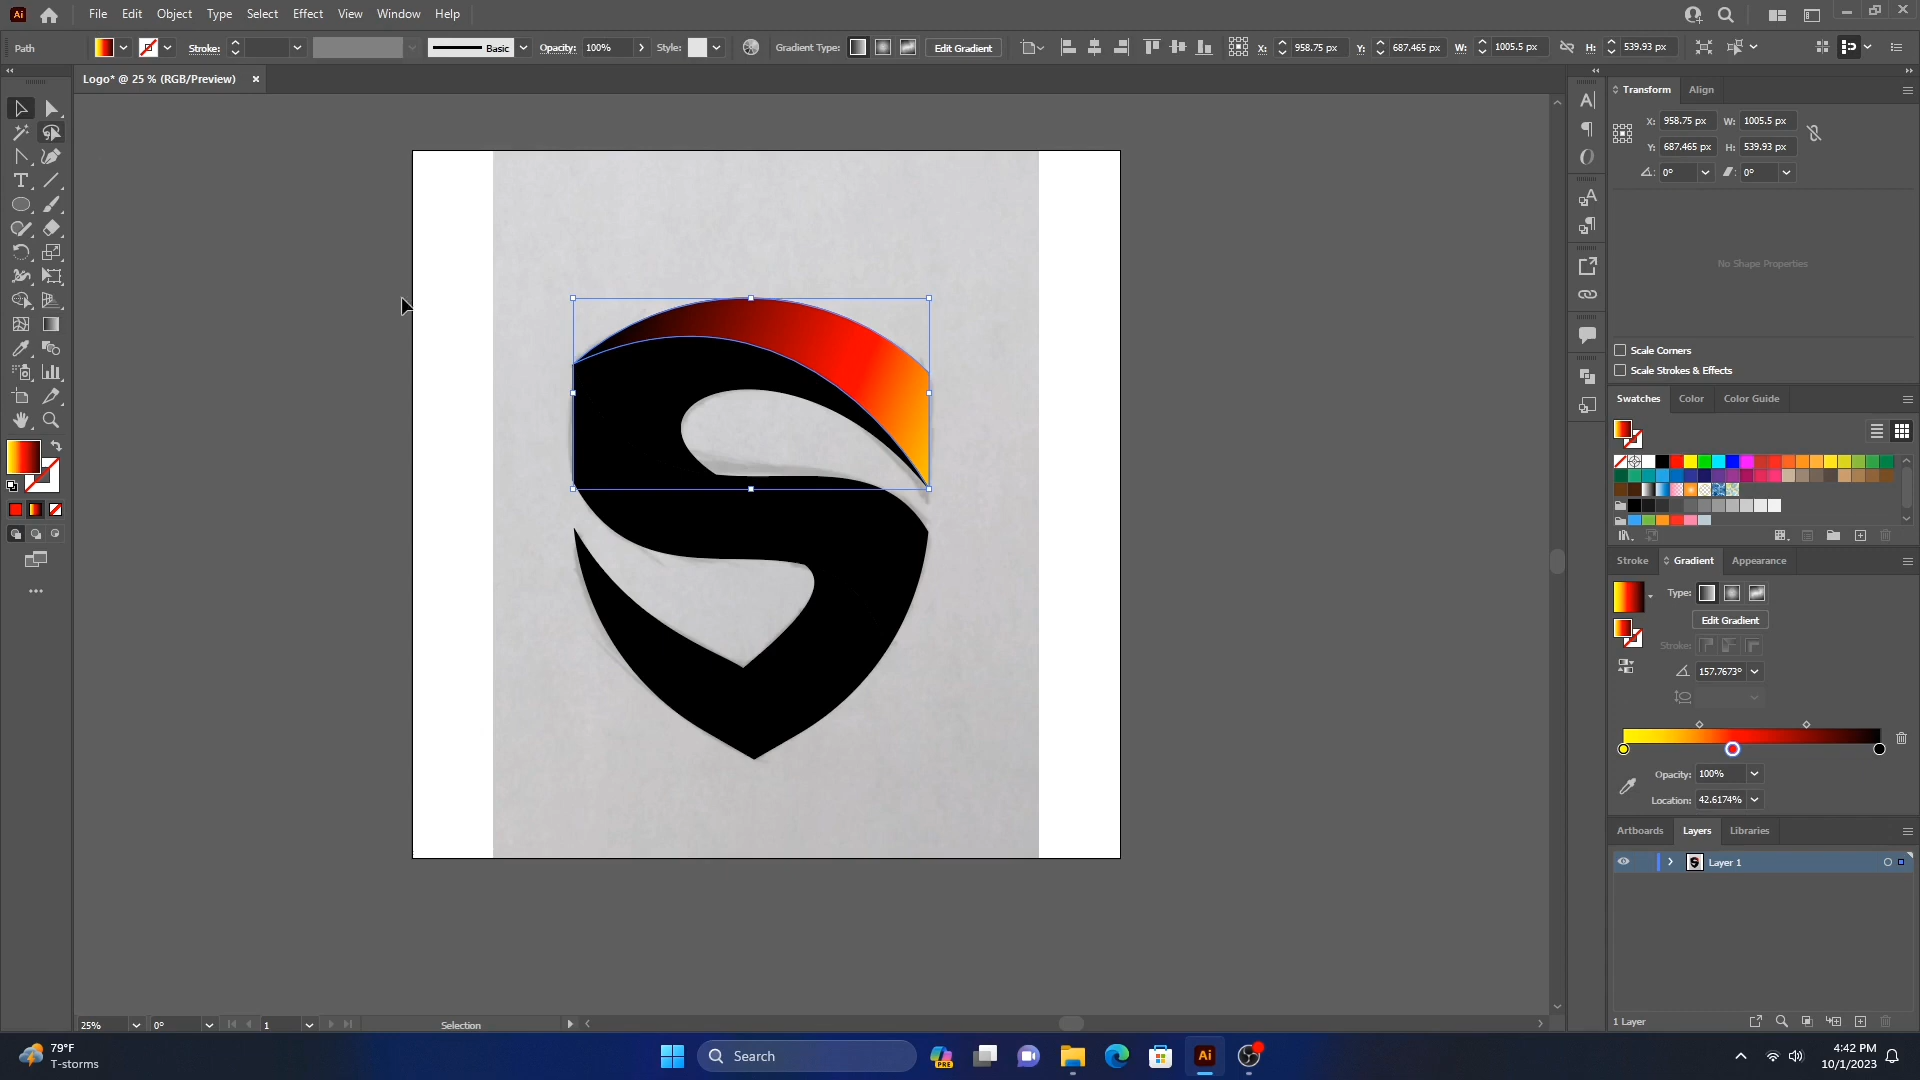 Ai File Edit Object Type Select Effect View Window Help
Path Stroke: Basic Opacity: 100% Style: Gradient Type: Edit Gradient X: 958.75 px Y: 687.465 px W: 1005.5 px H: 539.93 px
Logo* @ 25 % (RGB/Preview)
Transform Align
X: 958.75 px W: 1005.5 px
Y: 687.465 px H: 539.93 px
0° 0°
No Shape Properties
Scale Corners
Scale Strokes & Effects
Swatches Color Color Guide
Stroke Gradient Appearance
Type:
Edit Gradient
Stroke:
157.7673°
Opacity: 100%
Location: 42.6174%
Artboards Layers Libraries
Layer 1
1 Layer
25% 0° 1 Selection
79°F
T-storms
Search
PRE
Ai
4:42 PM
10/1/2023